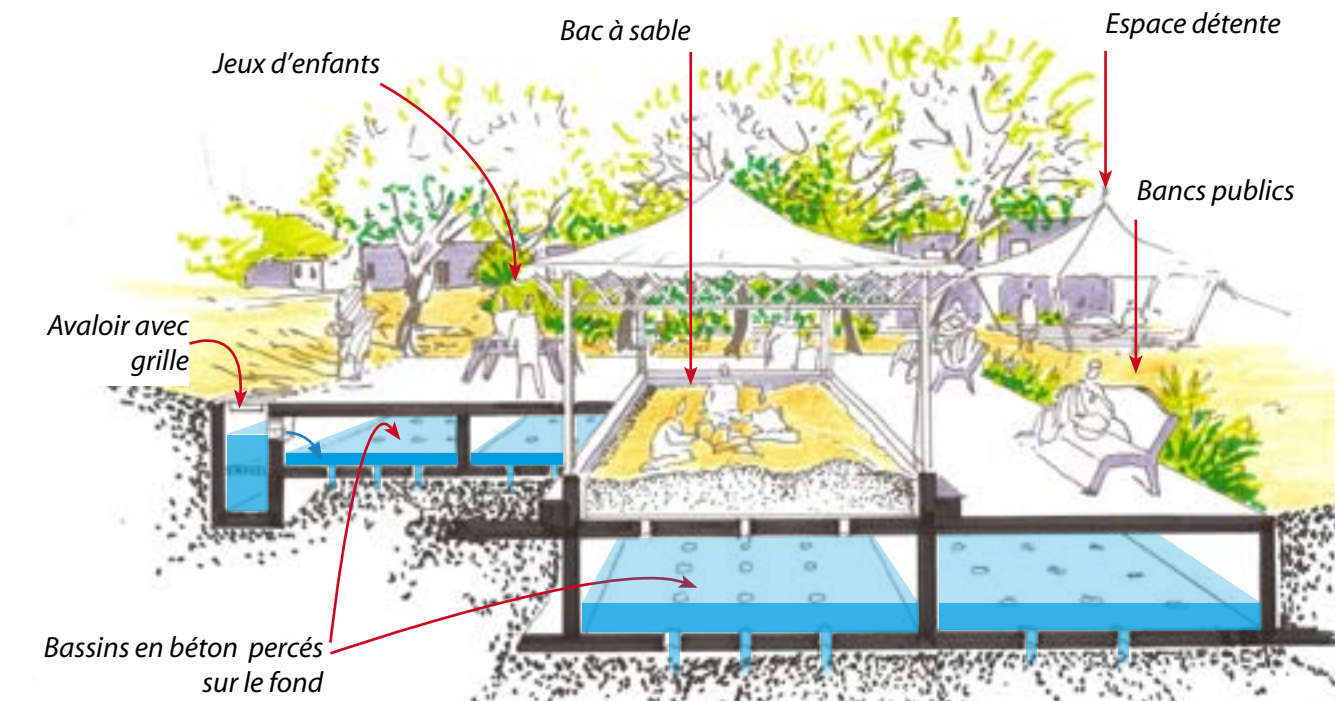 Bac à sable
Espace détente
Jeux d'enfants
Bancs publics
Avaloir avec
grille
Bassins en béton percés
sur le fond